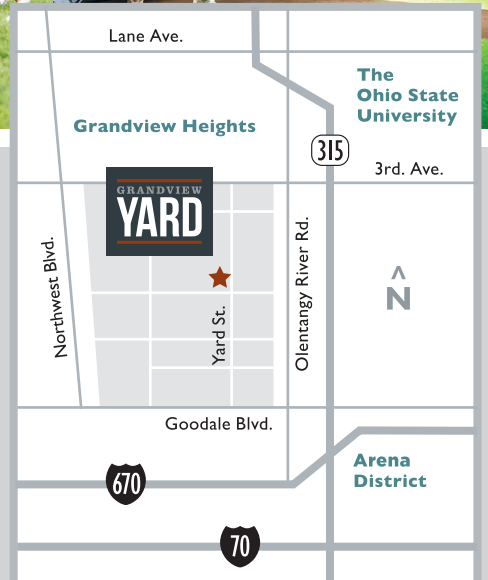 Lane Ave.
The
Ohio State
University
Grandview Heights
315
3rd. Ave.
GRANDVIEW
YARD
Northwest Blvd.
Olentangy River Rd.
Yard St.
^
N
Goodale Blvd.
Arena
District
670
70